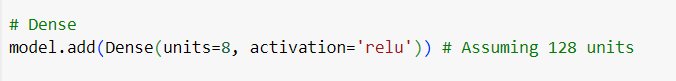 # Dense
model.add(Dense(units=8, activation='relu')) # Assuming 128 units